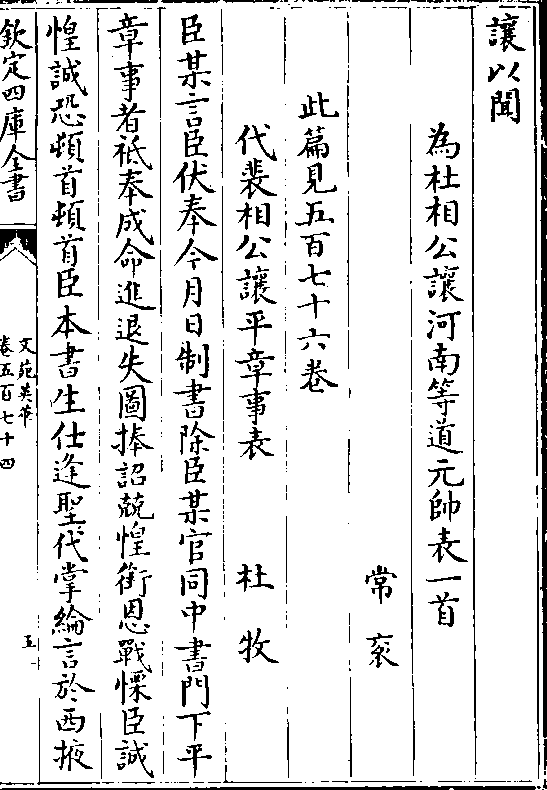 讓以聞
為杜相公讓河南等道元帥表一首
常衮
此篇見五百七十六卷
代裴相公讓平章事表 杜牧
臣某言臣伏奉今月日制書除臣某官同中書門下平
章事者祗奉成命進退失圖捧詔兢惶銜恩戰慄臣誠
惶誠恐頓首頓首臣本書生仕逢聖代掌綸言於西掖
欽定四庫全書
文苑英華
卷五百七十四
五